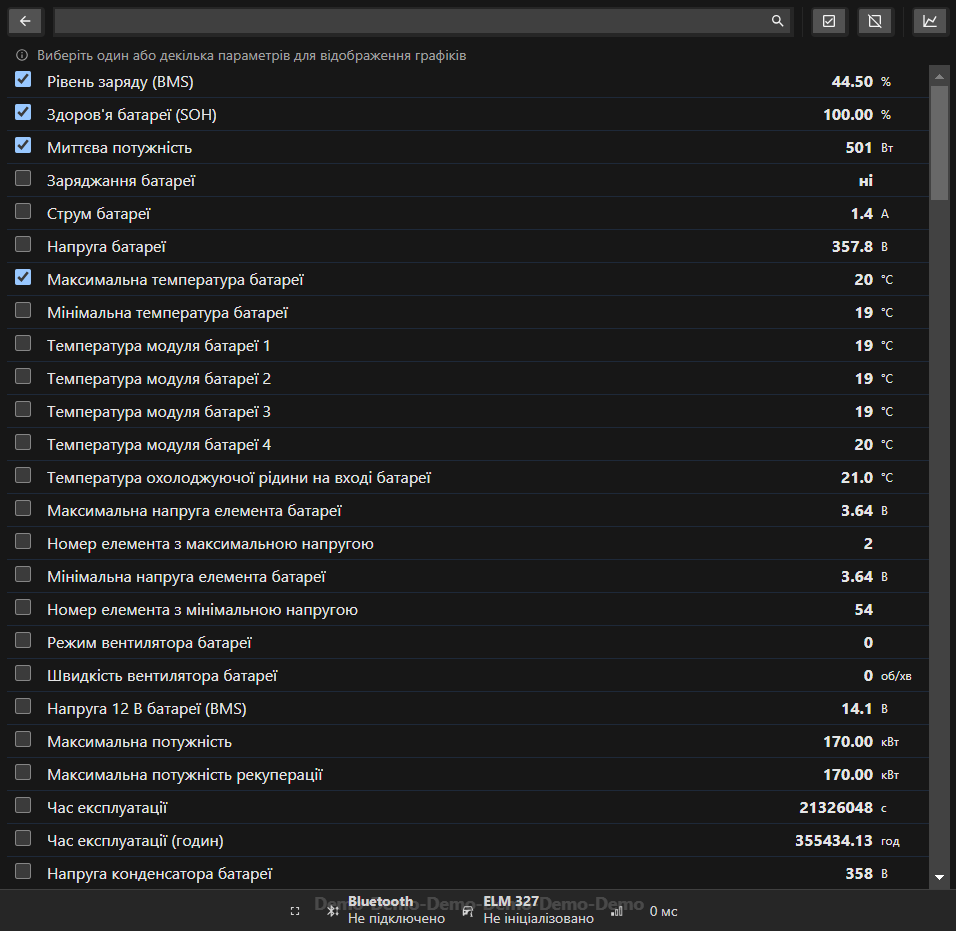 Виберіть один або декілька параметрів для відображення графіків
Рівень заряду (BMS) 44.50 %
Здоров'я батареї (SOH) 100.00 %
Миттєва потужність 501 Вт
Заряджання батареї ні
Струм батареї 1.4 А
Напруга батареї 357.8 В
Максимальна температура батареї 20 °C
Мінімальна температура батареї 19 °C
Температура модуля батареї 1 19 °C
Температура модуля батареї 2 19 °C
Температура модуля батареї 3 19 °C
Температура модуля батареї 4 20 °C
Температура охолоджуючої рідини на вході батареї 21.0 °C
Максимальна напруга елемента батареї 3.64 В
Номер елемента з максимальною напругою 2
Мінімальна напруга елемента батареї 3.64 В
Номер елемента з мінімальною напругою 54
Режим вентилятора батареї 0
Швидкість вентилятора батареї 0 об/хв
Напруга 12 В батареї (BMS) 14.1 В
Максимальна потужність 170.00 кВт
Максимальна потужність рекуперації 170.00 кВт
Час експлуатації 21326048 с
Час експлуатації (годин) 355434.13 год
Напруга конденсатора батареї 358 В
Demo-Demo-Demo-Demo-Demo-Demo
Bluetooth ELM 327
Не підключено Не ініціалізовано 0 мс